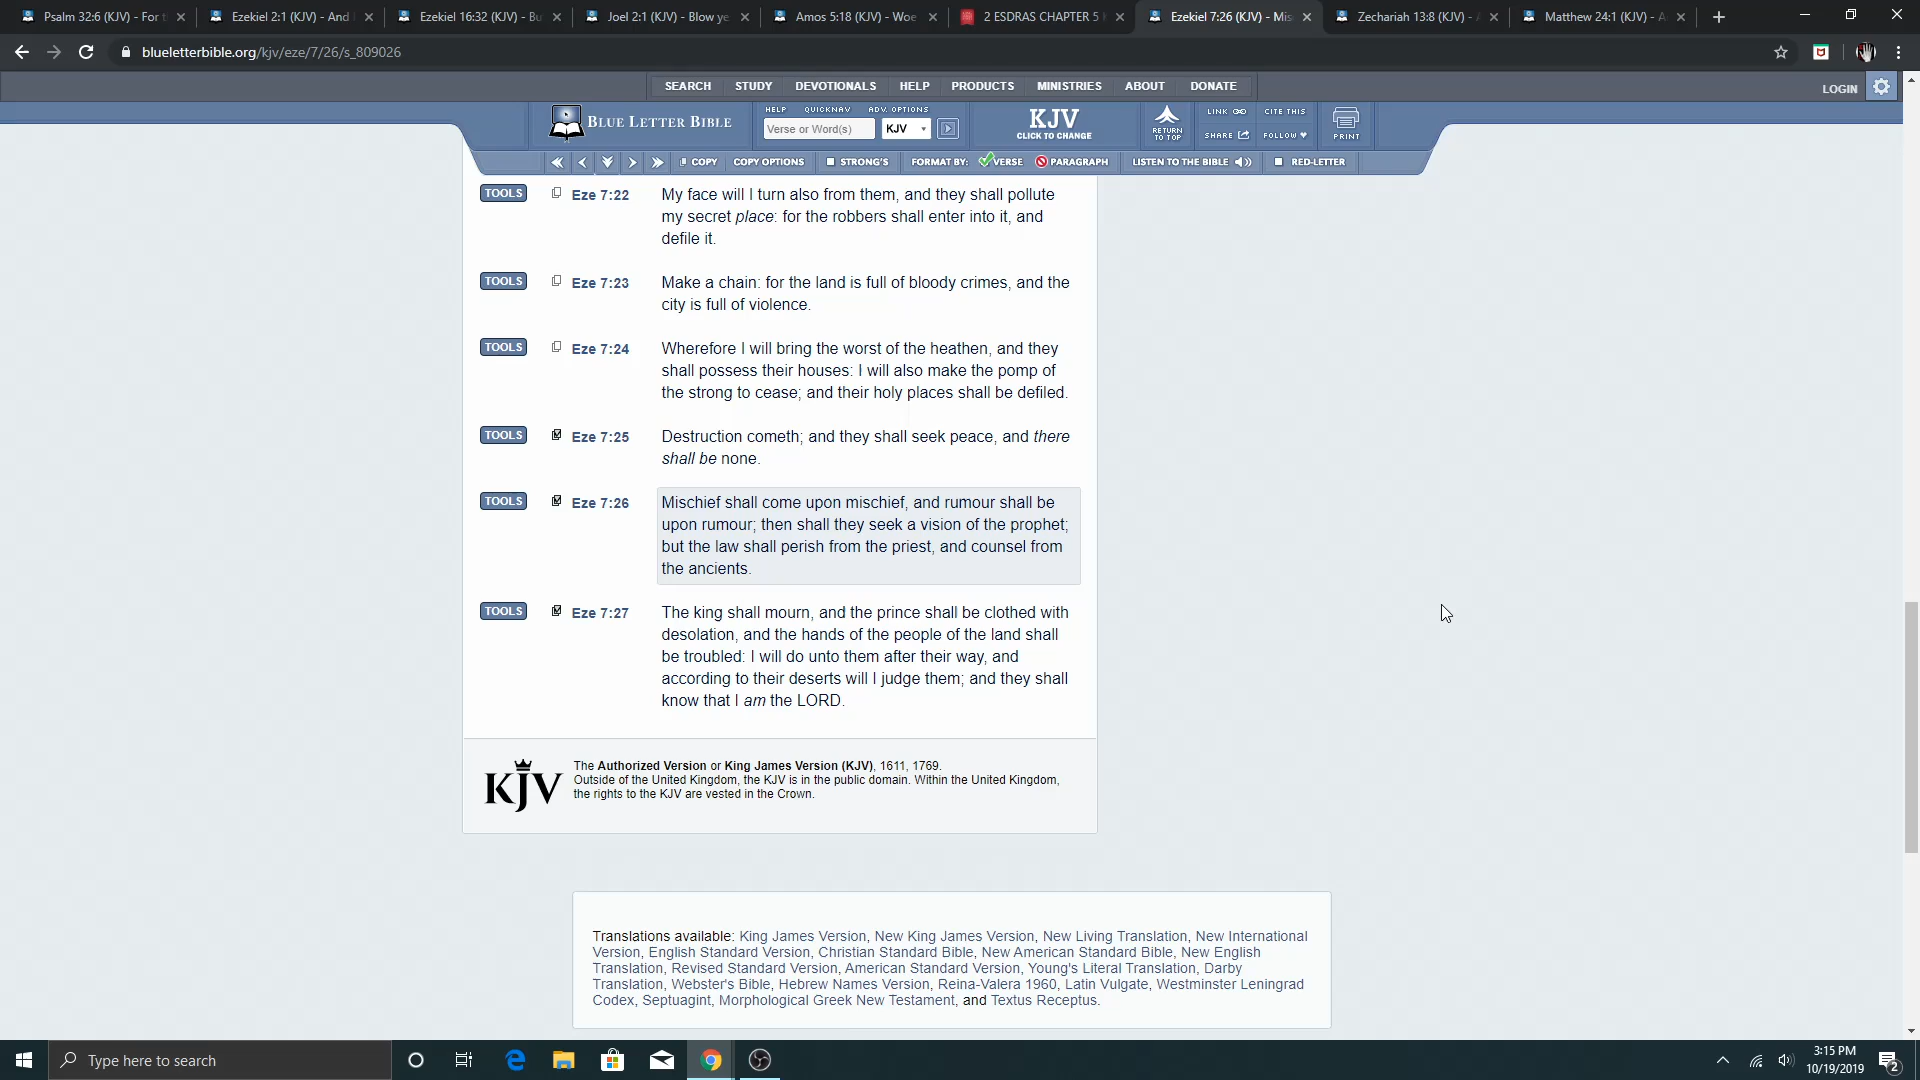 Psalm 32:6 (KJV) - For t
Ezekiel 2:1 (KJV) - And
Ezekiel 16:32 (KJV) - Bu
Joel 2:1 (KJV) - Blow ye
Amos 5:18 (KJV) - Woe
2 ESDRAS CHAPTER 5
Ezekiel 7:26 (KJV) - Mis
Zechariah 13:8 (KJV) - A
Matthew 24:1 (KJV) - A
blueletterbible.org/kjv/eze/7/26/s_809026
SEARCH STUDY DEVOTIONALS HELP PRODUCTS MINISTRIES ABOUT DONATE
LOGIN
BLUE LETTER BIBLE
HELP QUICKNAV ADV. OPTIONS
Verse or Word(s) KJV
KJV
CLICK TO CHANGE
RETURN
TO TOP
LINK CITE THIS
SHARE FOLLOW
PRINT
COPY COPY OPTIONS STRONG'S FORMAT BY: VERSE PARAGRAPH LISTEN TO THE BIBLE RED-LETTER
TOOLS Eze 7:22 My face will I turn also from them, and they shall pollute
my secret place: for the robbers shall enter into it, and
defile it.
TOOLS Eze 7:23 Make a chain: for the land is full of bloody crimes, and the
city is full of violence.
TOOLS Eze 7:24 Wherefore I will bring the worst of the heathen, and they
shall possess their houses: I will also make the pomp of
the strong to cease; and their holy places shall be defiled.
TOOLS Eze 7:25 Destruction cometh; and they shall seek peace, and there
shall be none.
TOOLS Eze 7:26 Mischief shall come upon mischief, and rumour shall be
upon rumour; then shall they seek a vision of the prophet;
but the law shall perish from the priest, and counsel from
the ancients.
TOOLS Eze 7:27 The king shall mourn, and the prince shall be clothed with
desolation, and the hands of the people of the land shall
be troubled: I will do unto them after their way, and
according to their deserts will I judge them; and they shall
know that I am the LORD.
KJV
The Authorized Version or King James Version (KJV), 1611, 1769.
Outside of the United Kingdom, the KJV is in the public domain. Within the United Kingdom,
the rights to the KJV are vested in the Crown.
Translations available: King James Version, New King James Version, New Living Translation, New International
Version, English Standard Version, Christian Standard Bible, New American Standard Bible, New English
Translation, Revised Standard Version, American Standard Version, Young's Literal Translation, Darby
Translation, Webster's Bible, Hebrew Names Version, Reina-Valera 1960, Latin Vulgate, Westminster Leningrad
Codex, Septuagint, Morphological Greek New Testament, and Textus Receptus.
Type here to search
3:15 PM
10/19/2019
2